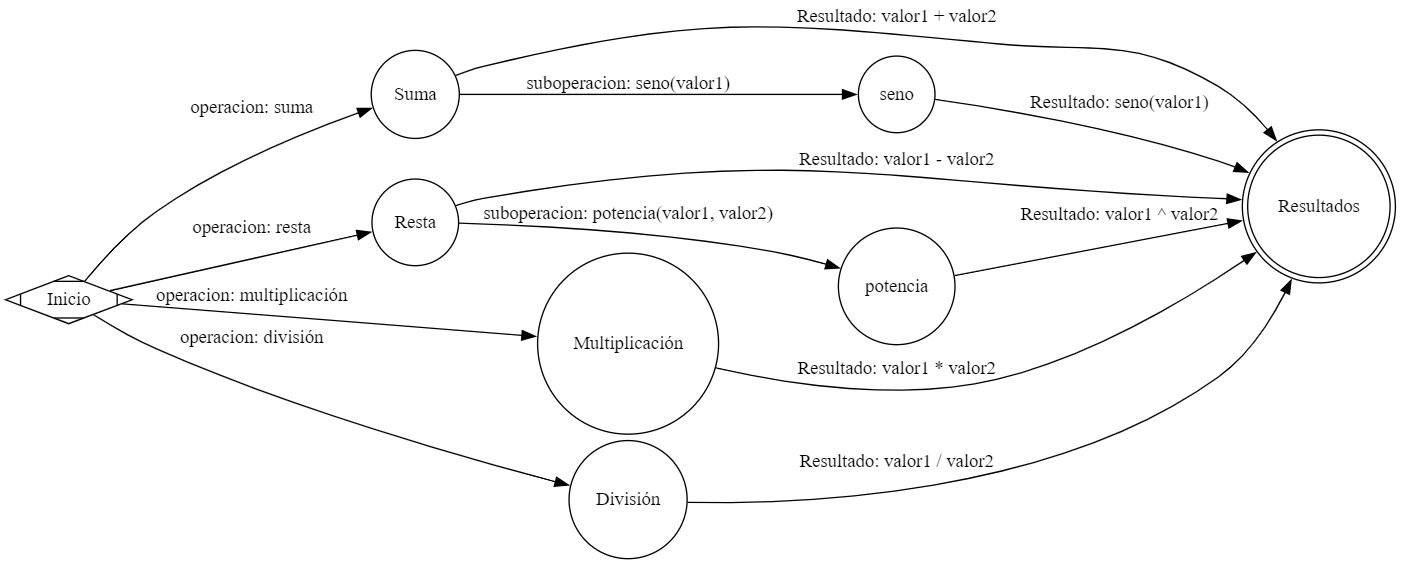 Resultado: valor1 + valor2
suboperacion: seno(valor1)
Suma
seno
operacion: suma
Resultado: seno(valor1)
Resultado: valor1 - valor2
suboperacion: potencia(valor1, valor2)
Resultado: valor1 ^ valor2
Resultados
operacion: resta
Resta
potencia
Inicio
operacion: multiplicación
operacion: división
Multiplicación
Resultado: valor1 * valor2
Resultado: valor1 / valor2
División